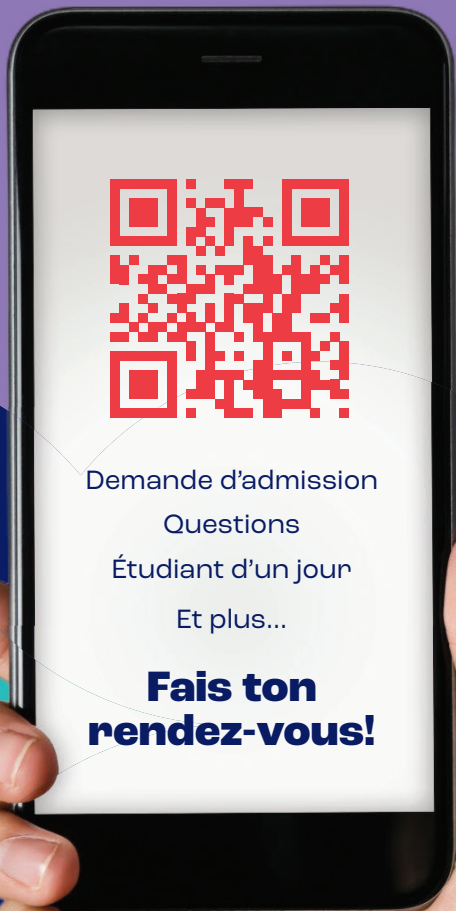 Demande d'admission
Questions
Étudiant d'un jour
Et plus...
Fais ton
rendez-vous!